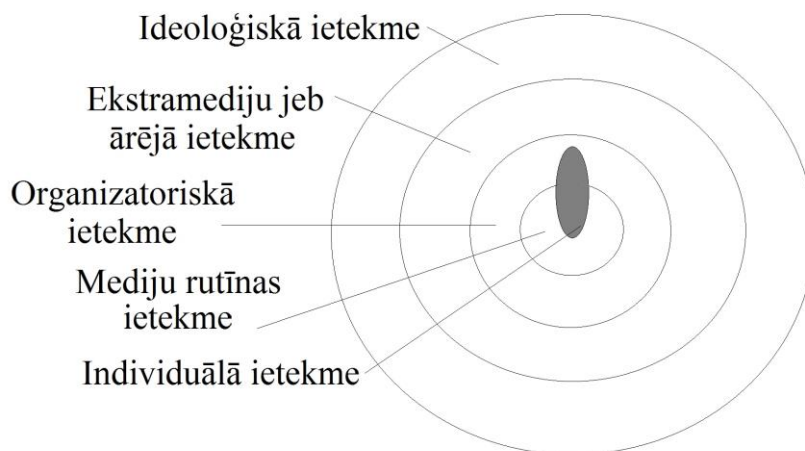 Ideoloģiskā ietekme
Ekstramediju jeb
ārējā ietekme
Organizatoriskā
ietekme
Mediju rutīnas
ietekme
Individuālā ietekme